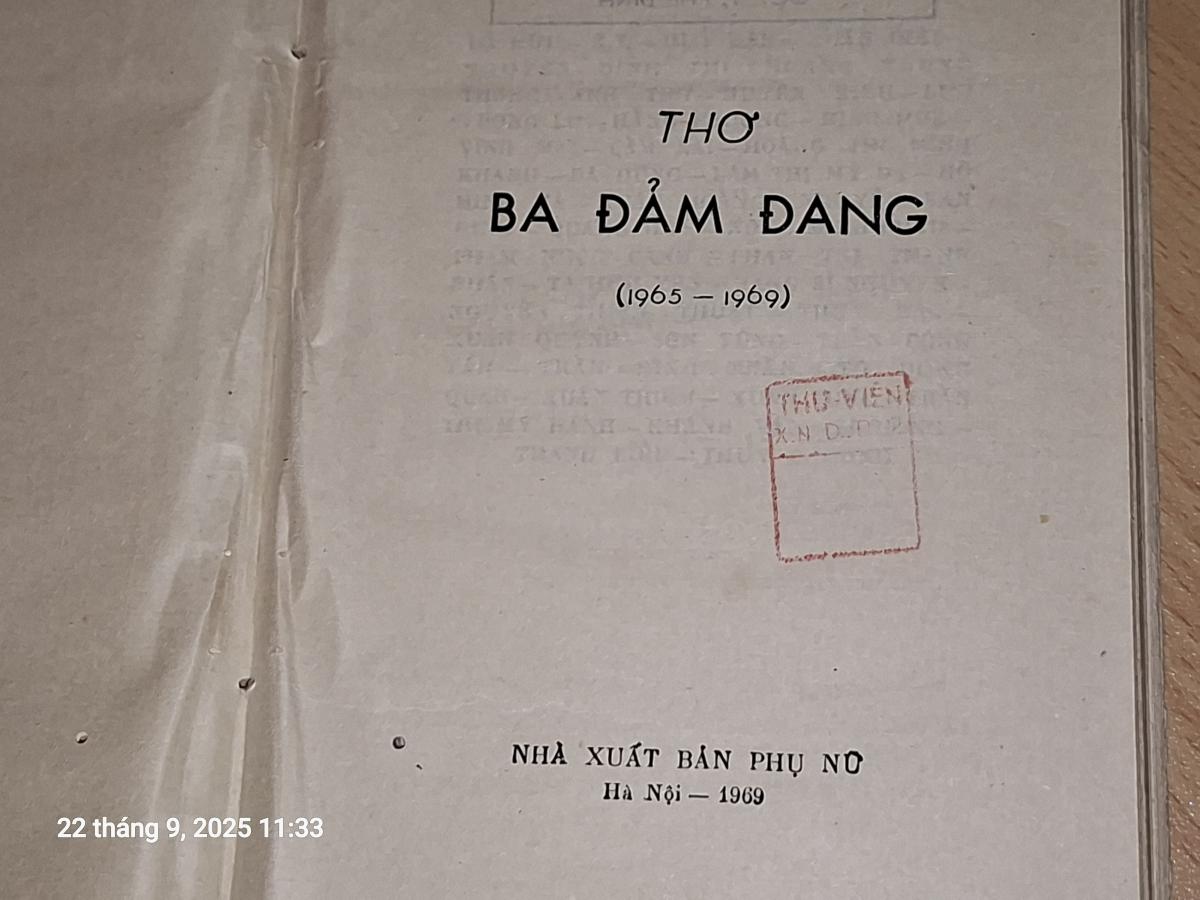 THƠ
BA ĐẢM ĐANG
(1965 — 1969)
THƯ-VIỆN
X.N
NHÀ XUẤT BẢN PHỤ NỮ
Hà Nội — 1969
22 tháng 9, 2025 11:33